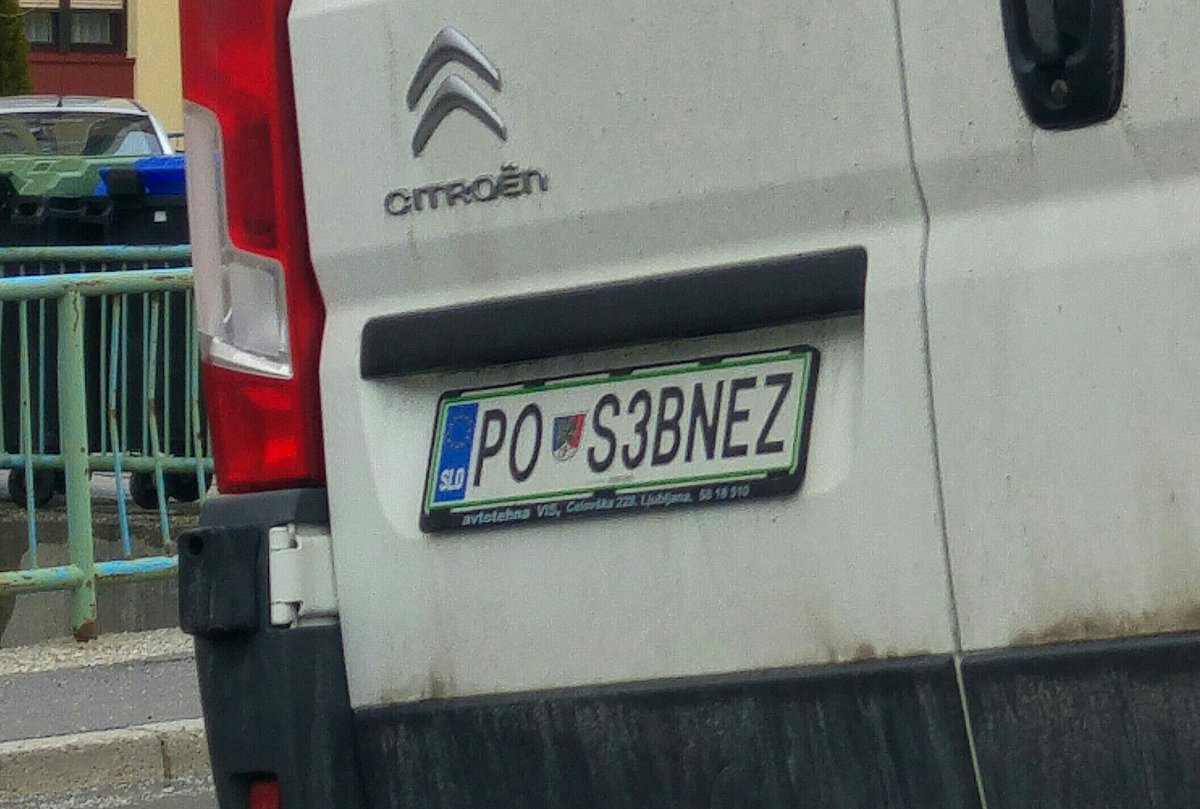 CITROËN
PO S3BNEZ
SLO
avtotehna VIS, Celovška 228, Ljubljana, 58 18 510